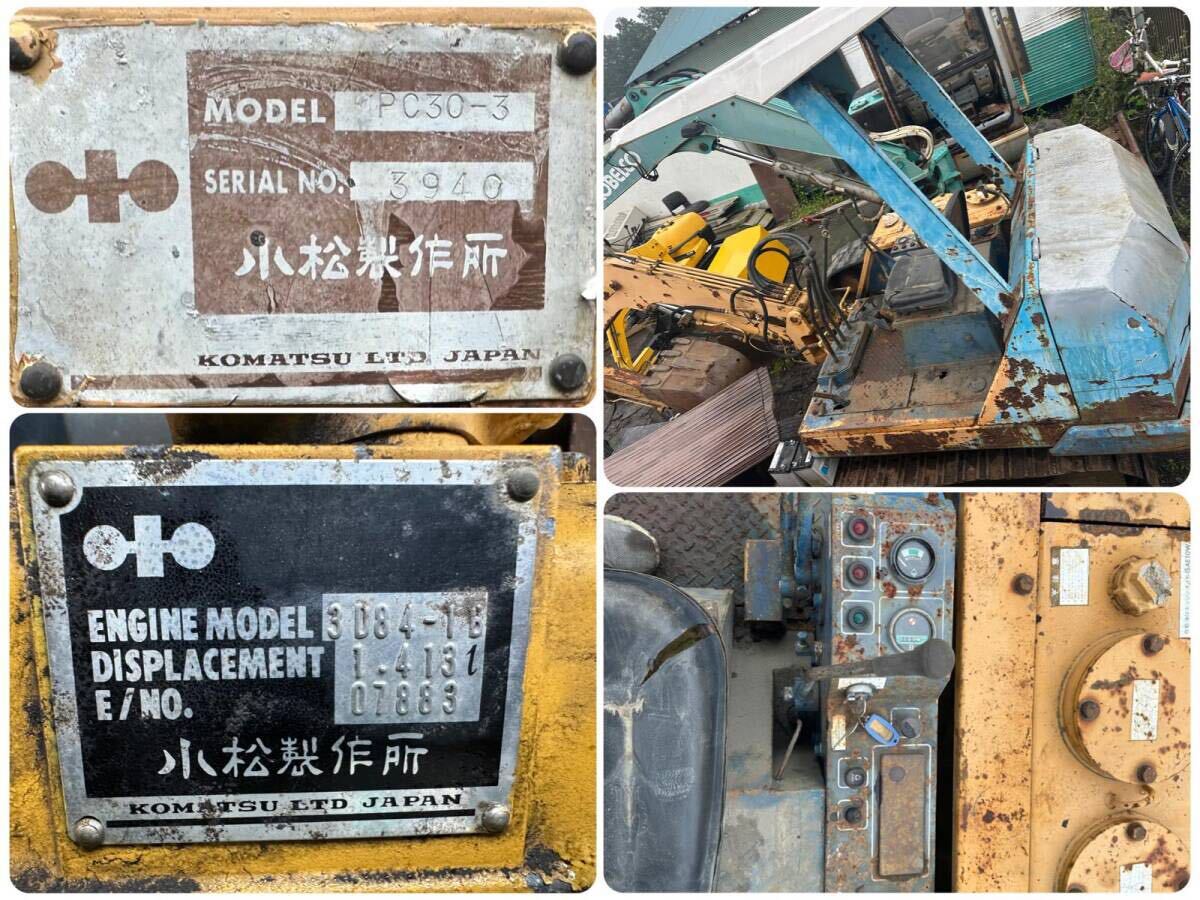 MODEL PC30-3
SERIAL NO. 3940
小松製作所
KOMATSU LTD JAPAN
KOBELCO
ENGINE MODEL 3D84-1B
DISPLACEMENT 1.413ℓ
E/NO. 07883
小松製作所
KOMATSU LTD JAPAN